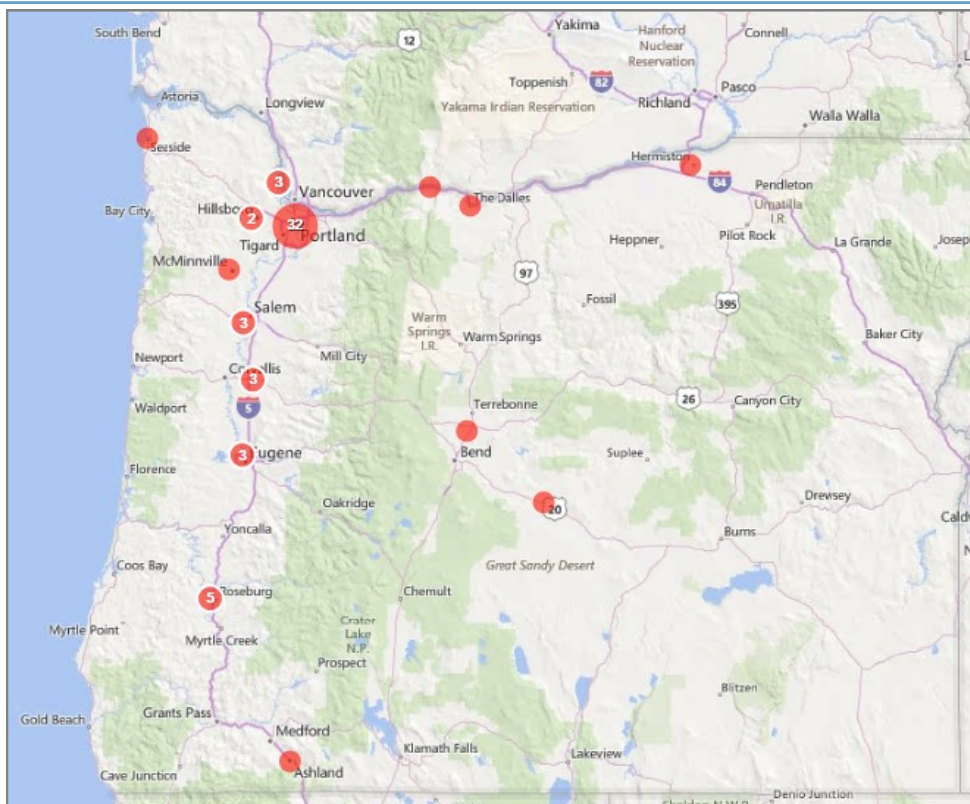 South Bend
12
Yakima
Hanford
Nuclear
Reservation
Connell
Toppenish
82
Astoria
Longview
Yakama Indian Reservation
Richland
Pasco
Walla Walla
Seaside
Hermiston
3
Vancouver
84
Pendleton
The Dalles
Bay City
Hillsboro
2
32
Umatilla
I.R.
Tigard
Portland
Pilot Rock
Heppner
La Grande
Joseph
McMinnville
97
Salem
Fossil
395
3
Warm
Springs
I.R.
Warm Springs
Baker City
Newport
Mill City
Corvallis
3
26
Canyon City
Waldport
5
Terrebonne
3
Eugene
Bend
Suplee
Florence
Oakridge
20
Drewsey
Cald
Yoncalla
Burns
Coos Bay
Great Sandy Desert
5
Roseburg
Chemult
Myrtle Point
Myrtle Creek
Crater
Lake
N.P.
Prospect
Blitzen
Gold Beach
Grants Pass
Medford
Klamath Falls
Lakeview
Cave Junction
Ashland
Denio Junction